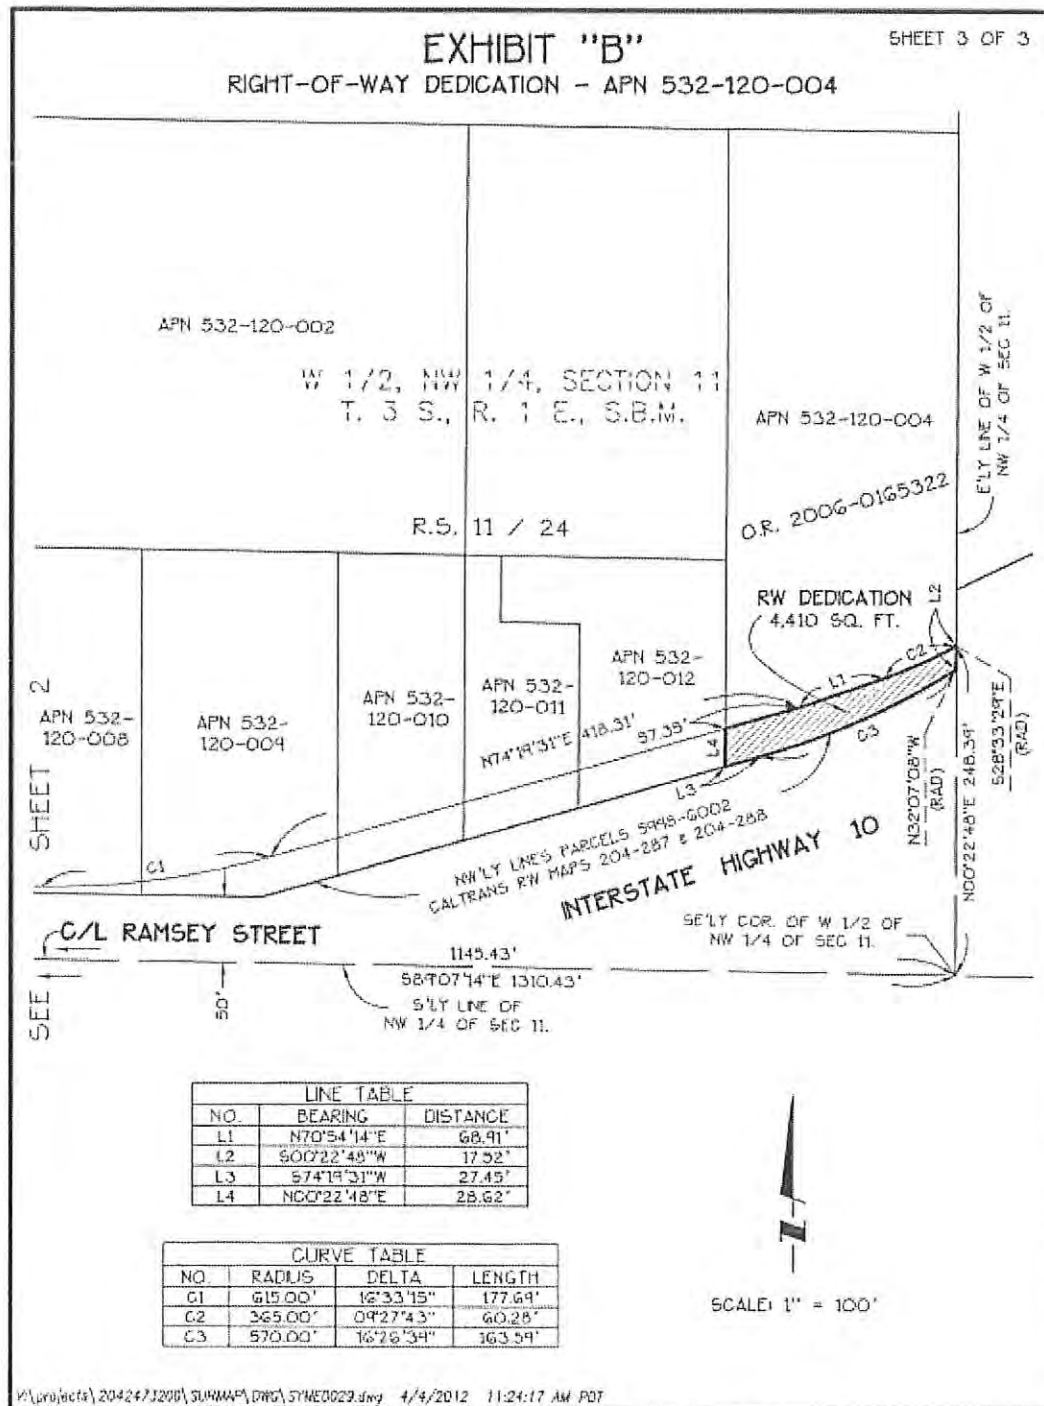 EXHIBIT "B"
SHEET 3 OF 3
RIGHT-OF-WAY DEDICATION - APN 532-120-004
APN 532-120-002
W 1/2, NW 1/4, SECTION 11
T. 3 S., R. 1 E., S.B.M.
APN 532-120-004
E'LY LINE OF W 1/2 OF
NW 1/4 OF SEC 11.
O.R. 2006-0165322
R.S. 11 / 24
RW DEDICATION
4,410 SQ. FT.
L2
C2
L1
C3
L4
L3
APN 532-
120-008
APN 532-
120-009
APN 532-
120-010
APN 532-
120-011
APN 532-
120-012
N74°19'31"E 418.31'
57.39'
C1
NW'LY LINES PARCELS 5998-6002
CALTRANS RW MAPS 204-287 & 204-288
INTERSTATE HIGHWAY 10
N32°07'08"W
(RAD)
N00°22'48"E 248.39'
S28°33'29"E
(RAD)
SEE SHEET 2
C/L RAMSEY STREET
SE'LY COR. OF W 1/2 OF
NW 1/4 OF SEC 11.
1145.43'
S89°07'14"E 1310.43'
50'
S'LY LINE OF
NW 1/4 OF SEC 11.
LINE TABLE
NO. BEARING DISTANCE
L1 N70°54'14"E 68.91'
L2 S00°22'48"W 17.52'
L3 S74°19'31"W 27.45'
L4 N00°22'48"E 28.62'
CURVE TABLE
NO. RADIUS DELTA LENGTH
C1 615.00' 16°33'15" 177.69'
C2 365.00' 09°27'43" 60.28'
C3 570.00' 16°26'39" 163.59'
SCALE: 1" = 100'
V:\projects\2042473200\SURMAP\DWG\SYME0029.dwg 4/4/2012 11:24:17 AM PDT